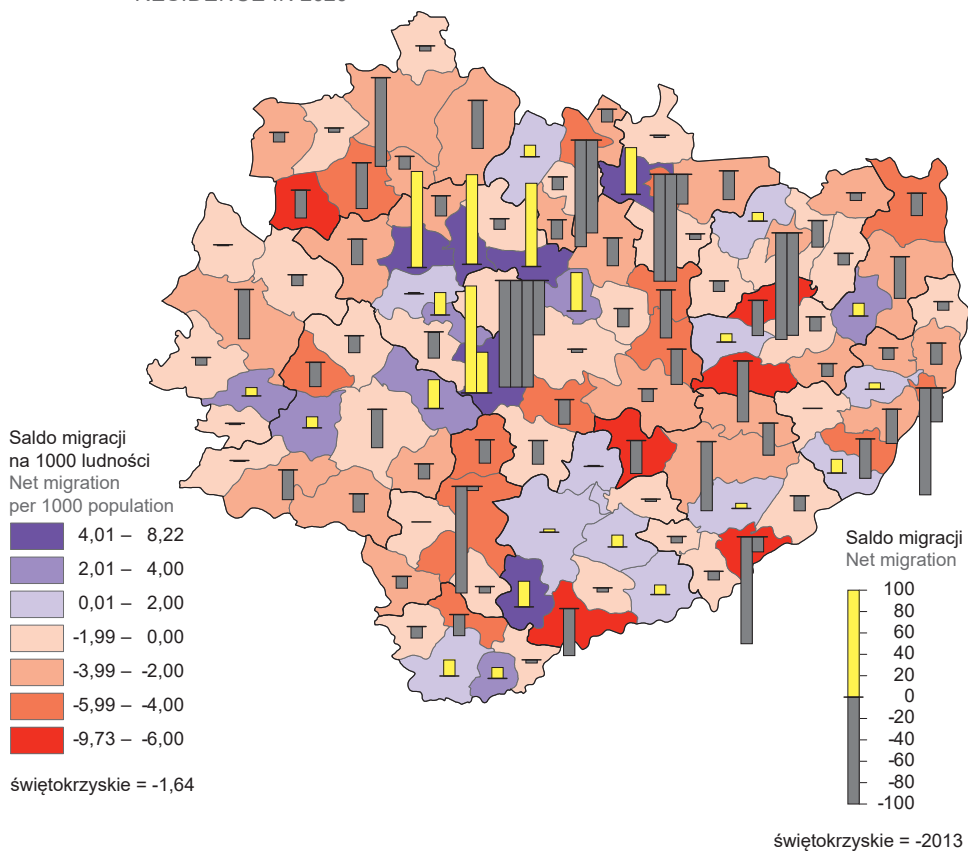 Saldo migracji
na 1000 ludności
Net migration
per 1000 population
4,01 – 8,22
2,01 – 4,00
0,01 – 2,00
-1,99 – 0,00
-3,99 – -2,00
-5,99 – -4,00
-9,73 – -6,00
świętokrzyskie = -1,64
Saldo migracji
Net migration
100
80
60
40
20
0
-20
-40
-60
-80
-100
świętokrzyskie = -2013